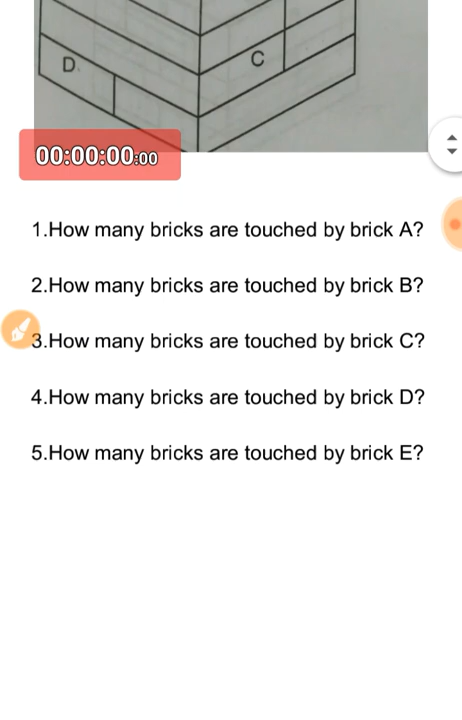 D
C
00:00:00:00
1.How many bricks are touched by brick A?
2.How many bricks are touched by brick B?
3.How many bricks are touched by brick C?
4.How many bricks are touched by brick D?
5.How many bricks are touched by brick E?